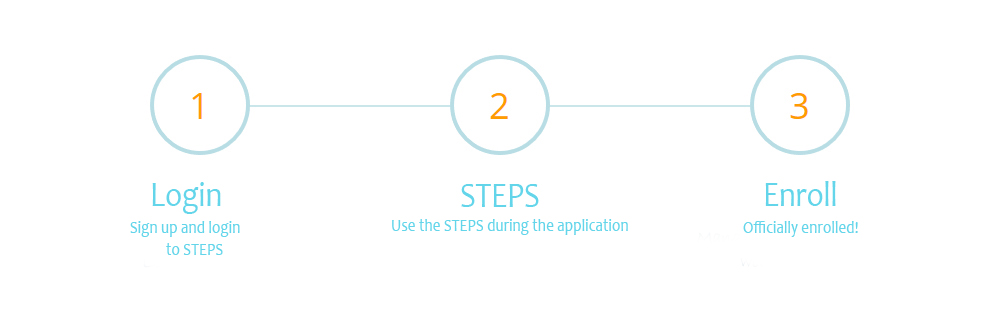 1
2
3
Login
STEPS
Enroll
Sign up and login
to STEPS
Use the STEPS during the application
Officially enrolled!